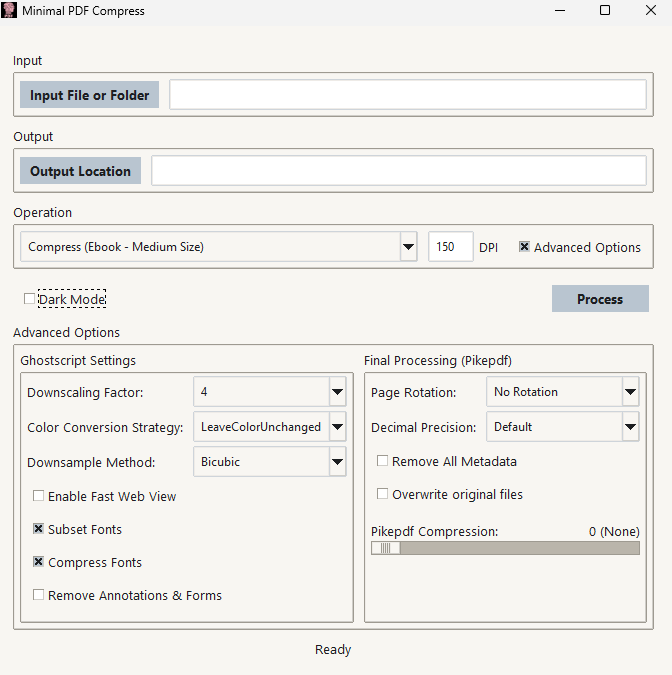 Minimal PDF Compress
Input
Input File or Folder
Output
Output Location
Operation
Compress (Ebook - Medium Size) 150 DPI Advanced Options
Dark Mode Process
Advanced Options
Ghostscript Settings
Downscaling Factor: 4
Color Conversion Strategy: LeaveColorUnchanged
Downsample Method: Bicubic
Enable Fast Web View
Subset Fonts
Compress Fonts
Remove Annotations & Forms
Final Processing (Pikepdf)
Page Rotation: No Rotation
Decimal Precision: Default
Remove All Metadata
Overwrite original files
Pikepdf Compression: 0 (None)
Ready